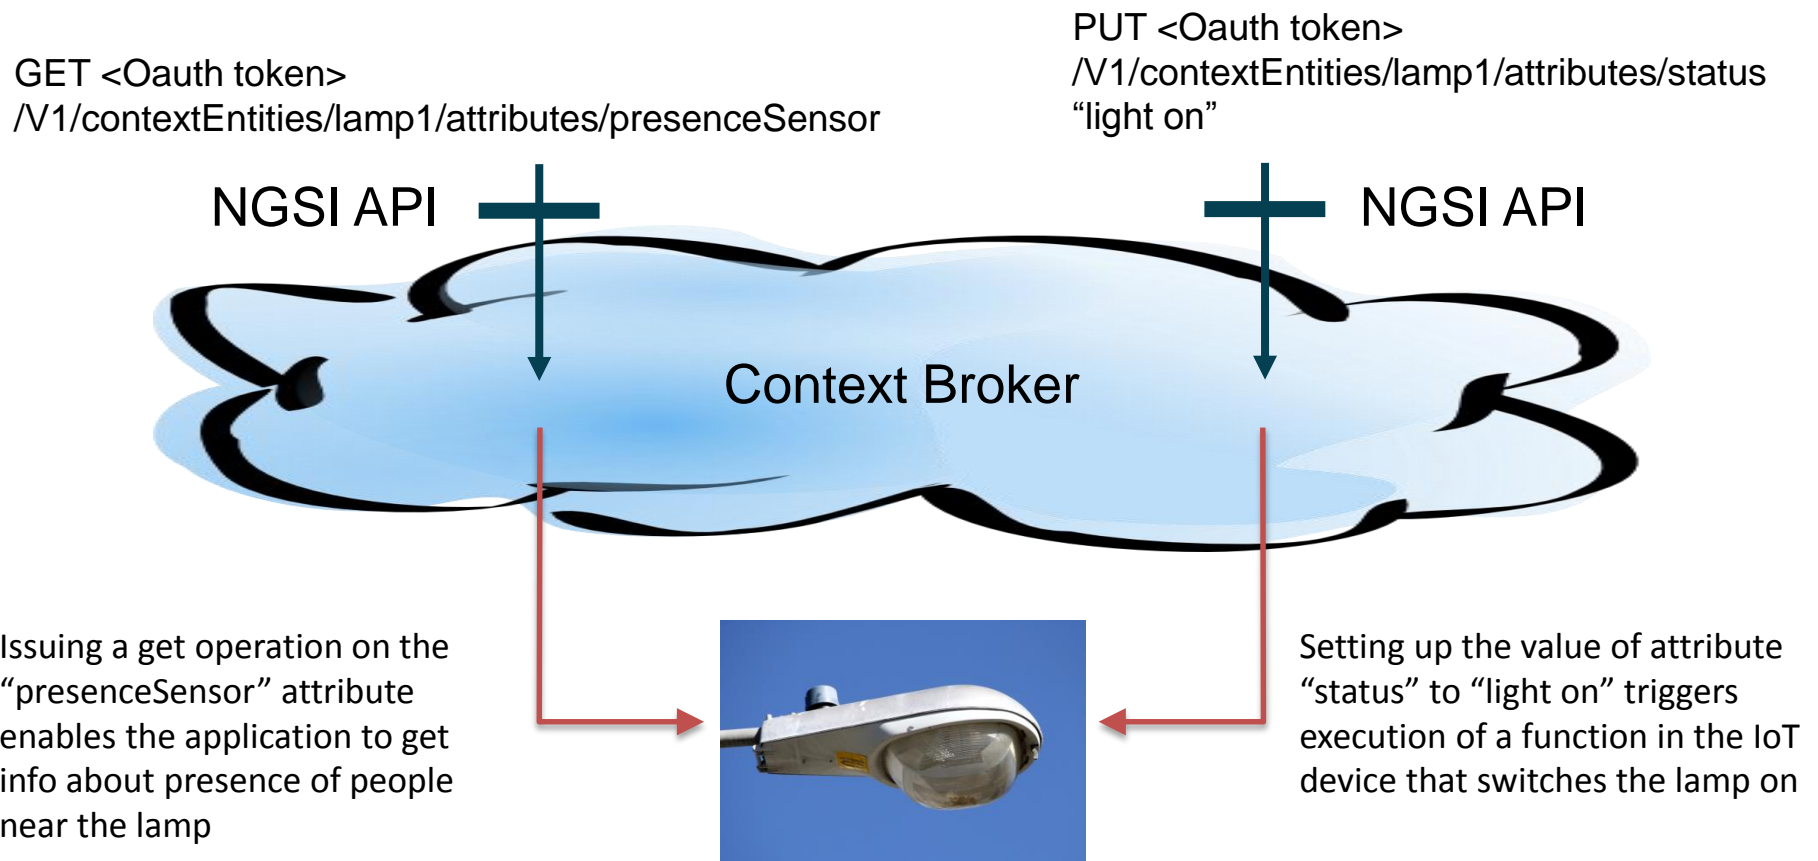 GET <Oauth token>
/V1/contextEntities/lamp1/attributes/presenceSensor
PUT <Oauth token>
/V1/contextEntities/lamp1/attributes/status
“light on”
NGSI API
NGSI API
Context Broker
Issuing a get operation on the
“presenceSensor” attribute
enables the application to get
info about presence of people
near the lamp
Setting up the value of attribute
“status” to “light on” triggers
execution of a function in the IoT
device that switches the lamp on